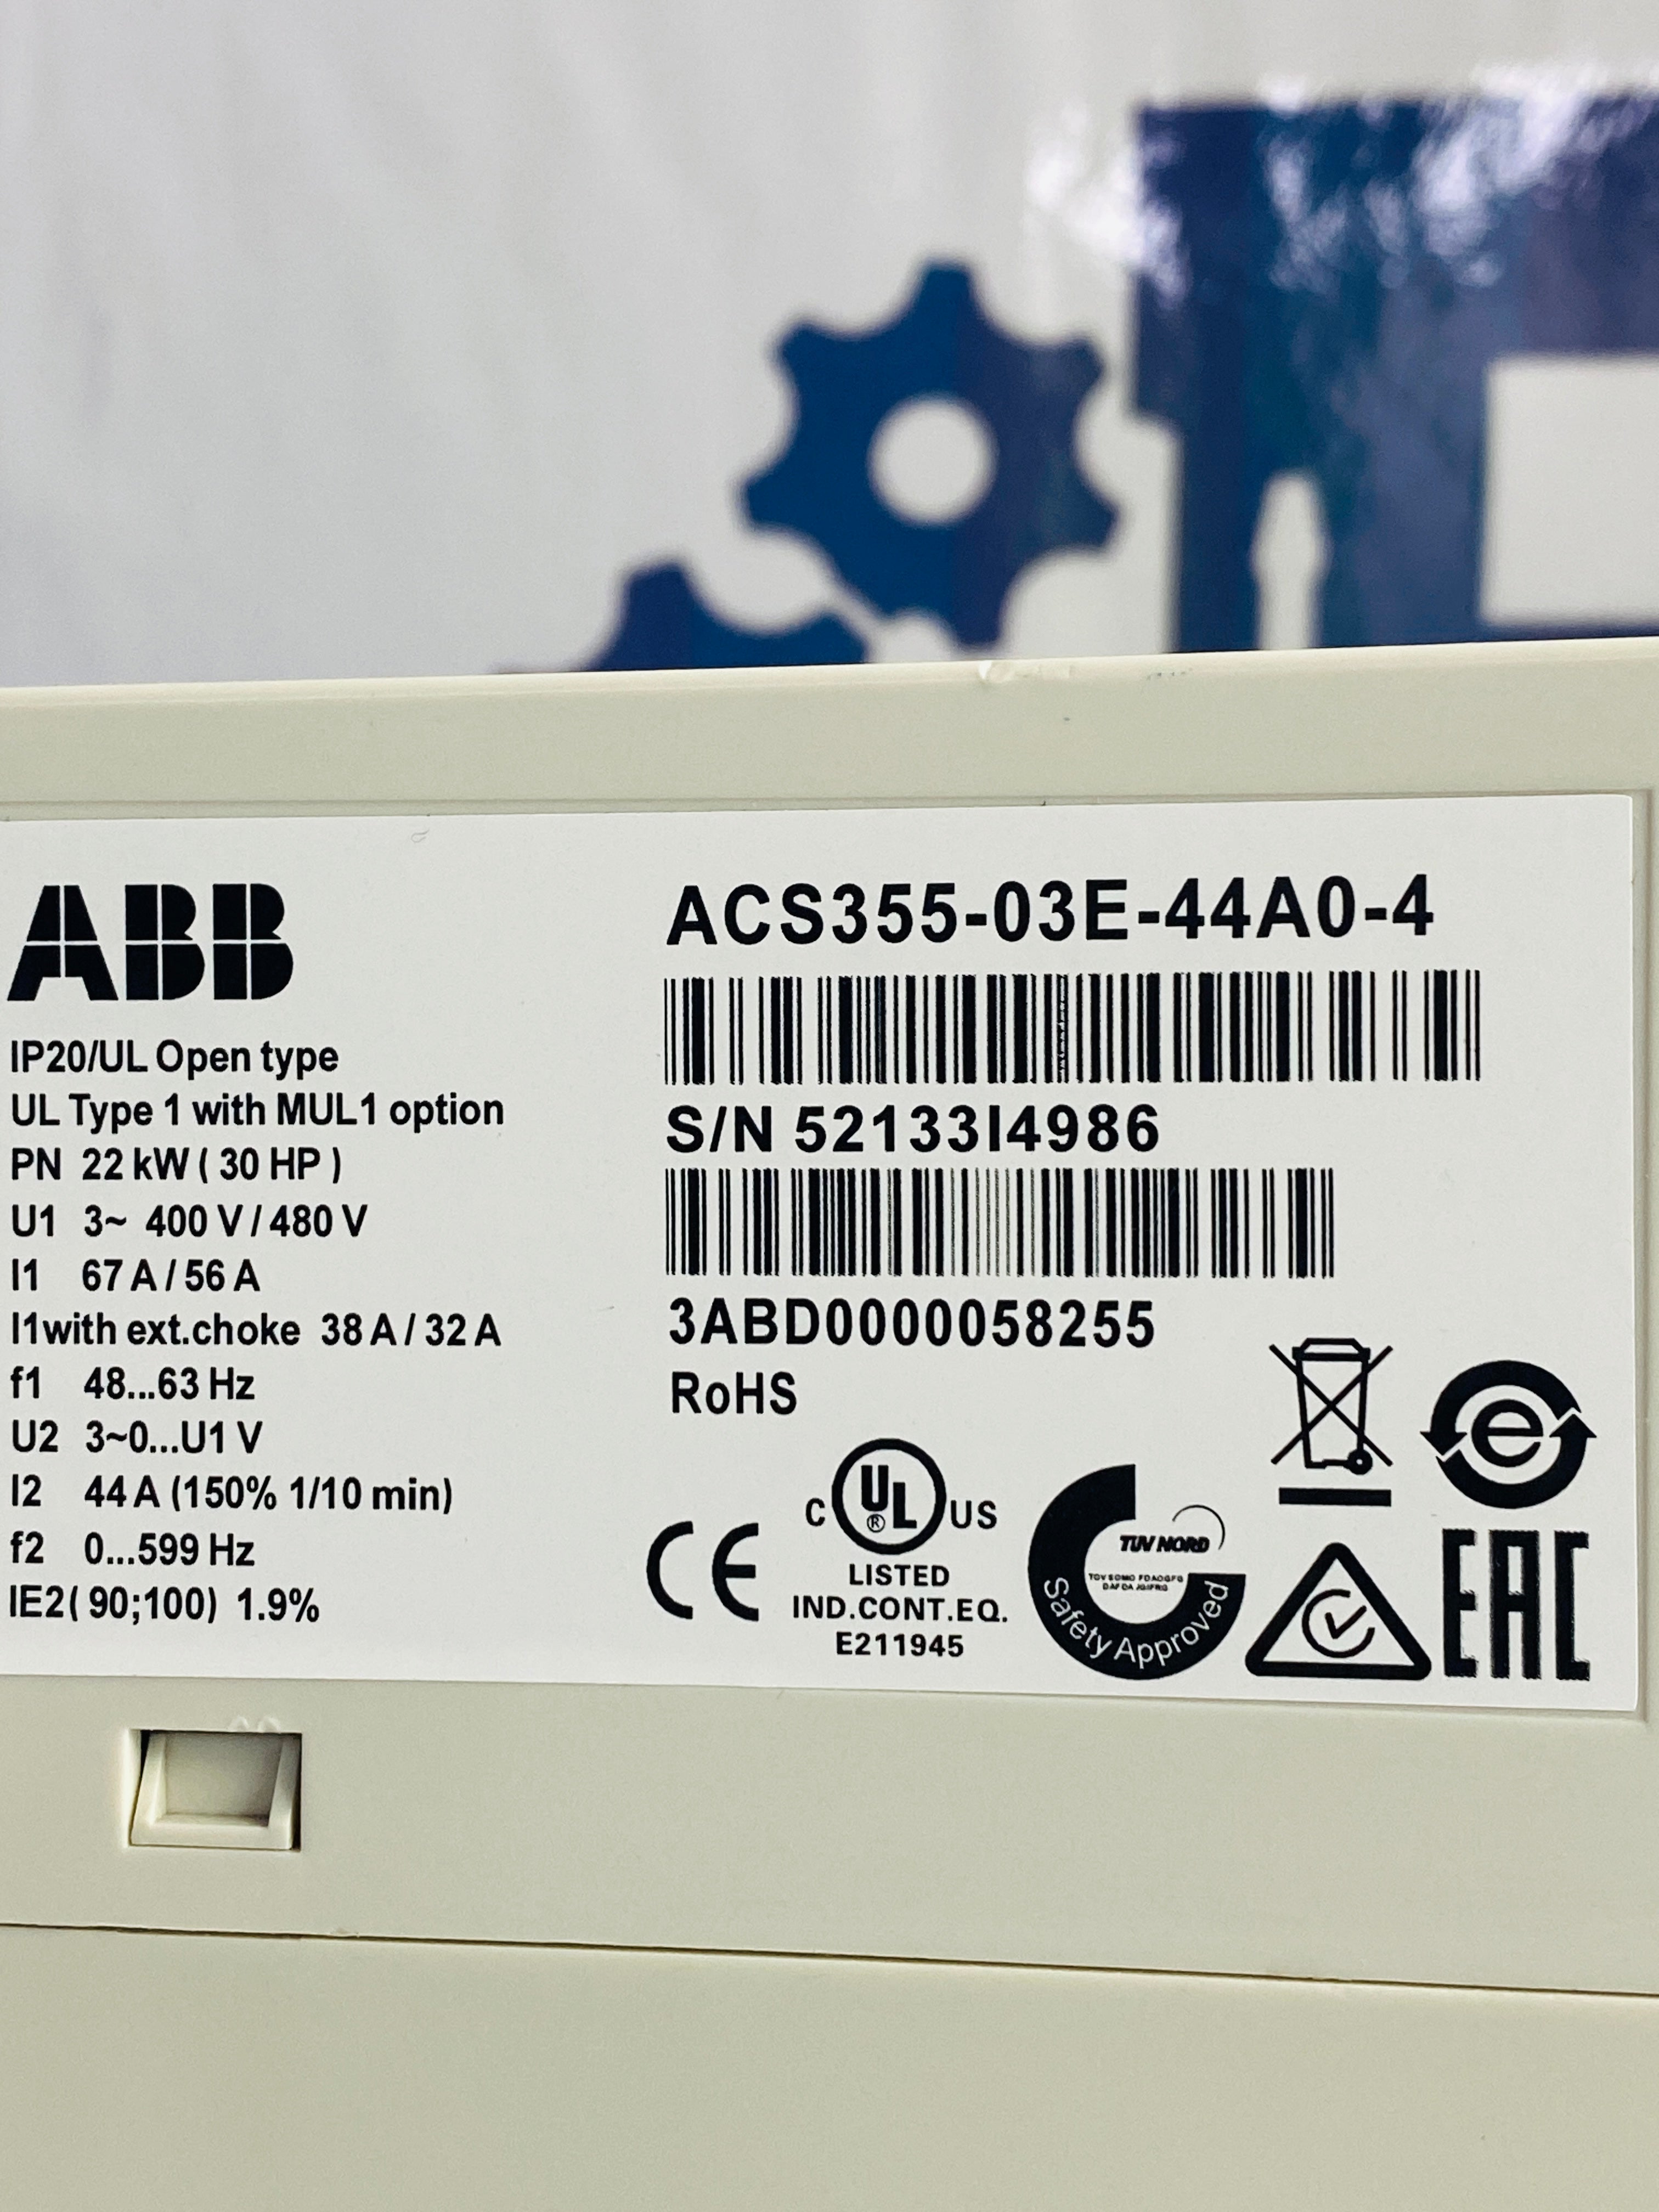 ABB
IP20/UL Open type
UL Type 1 with MUL1 option
PN 22 kW ( 30 HP )
U1 3~ 400 V / 480 V
I1 67 A / 56 A
I1with ext.choke 38 A / 32 A
f1 48...63 Hz
U2 3~0...U1 V
I2 44 A (150% 1/10 min)
f2 0...599 Hz
IE2( 90;100) 1.9%
ACS355-03E-44A0-4
S/N 52133I4986
3ABD0000058255
RoHS
CE
C UL ® US
LISTED
IND.CONT.EQ.
E211945
TUV NORD
Safety Approved
e
EAC